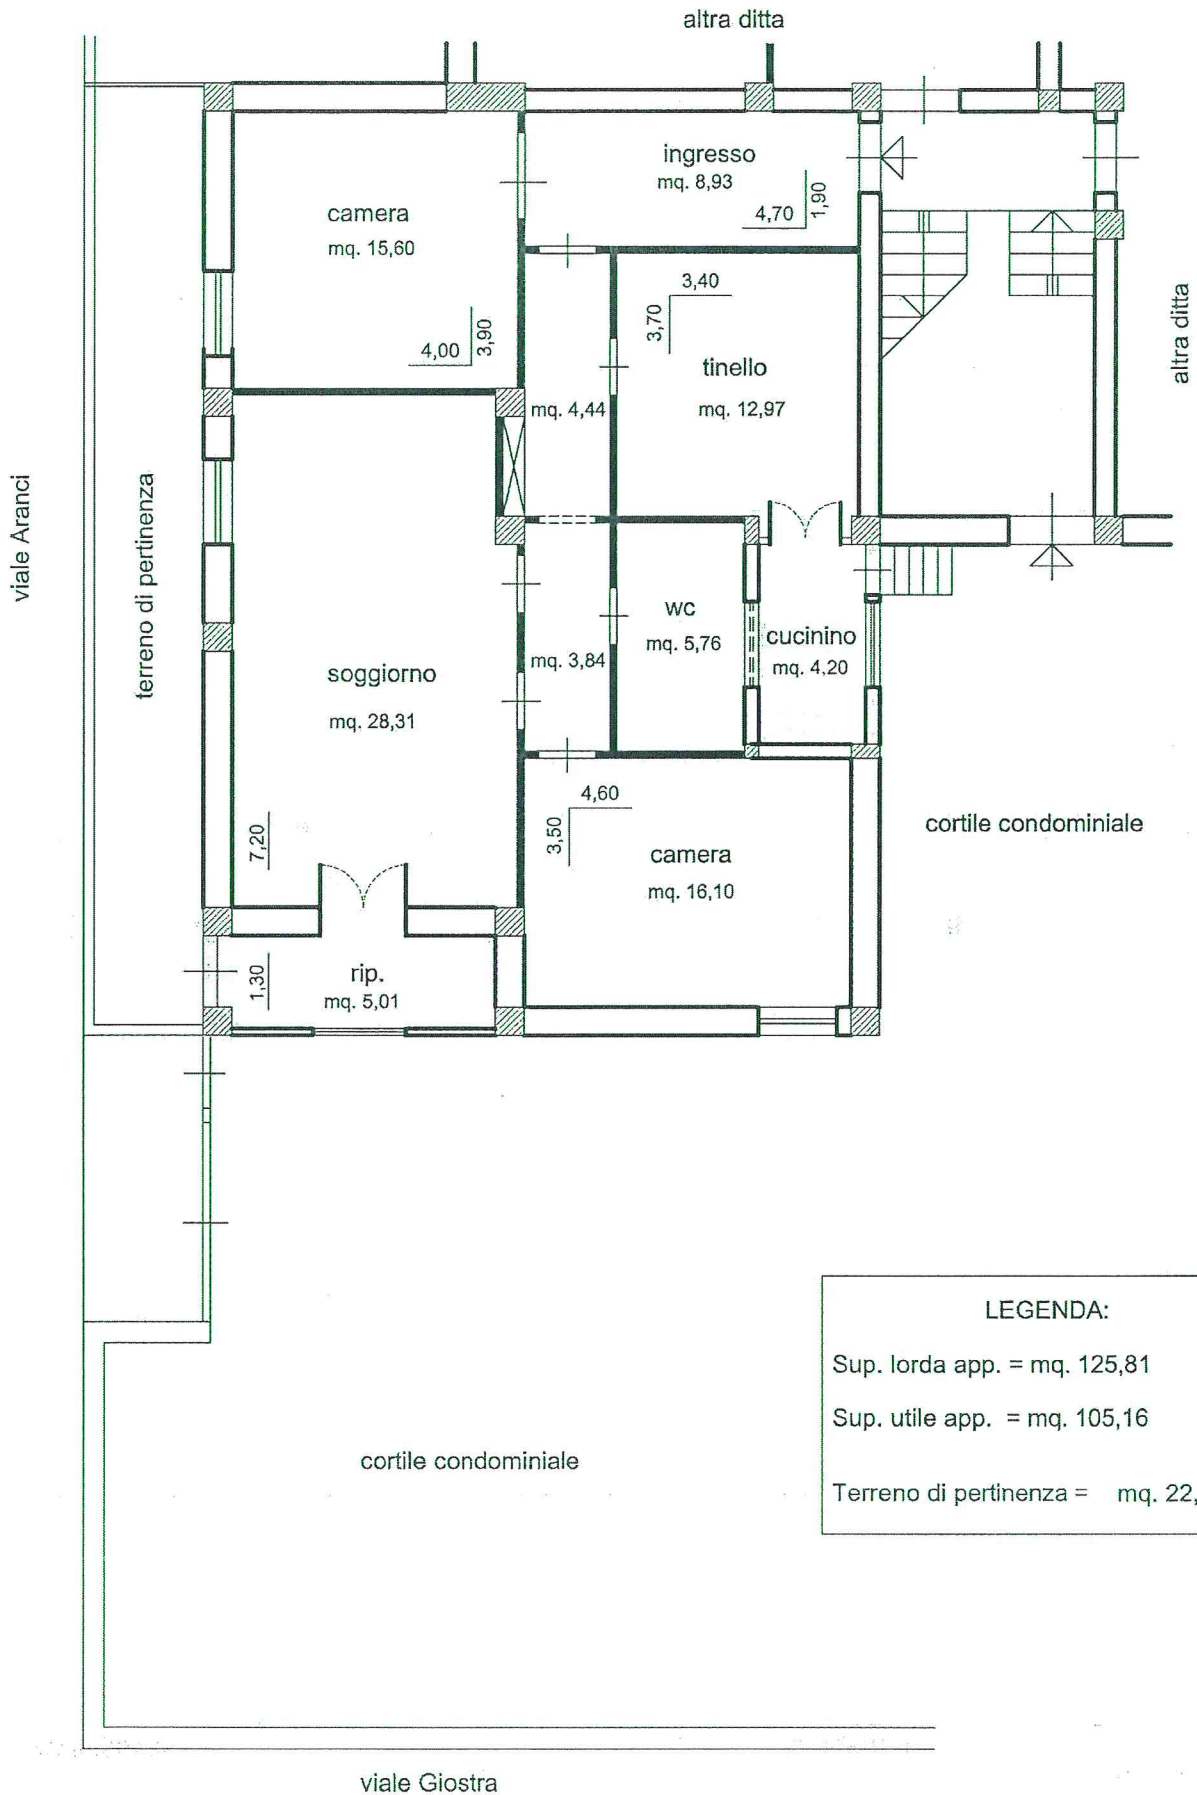 altra ditta
ingresso
mq. 8,93
4,70
1,90
camera
mq. 15,60
4,00
3,90
3,40
3,70
tinello
mq. 12,97
altra ditta
mq. 4,44
viale Aranci
terreno di pertinenza
wc
mq. 5,76
cucinino
mq. 4,20
mq. 3,84
soggiorno
mq. 28,31
7,20
4,60
3,50
camera
mq. 16,10
cortile condominiale
1,30
rip.
mq. 5,01
LEGENDA:
Sup. lorda app. = mq. 125,81
Sup. utile app. = mq. 105,16
Terreno di pertinenza = mq. 22,
cortile condominiale
viale Giostra